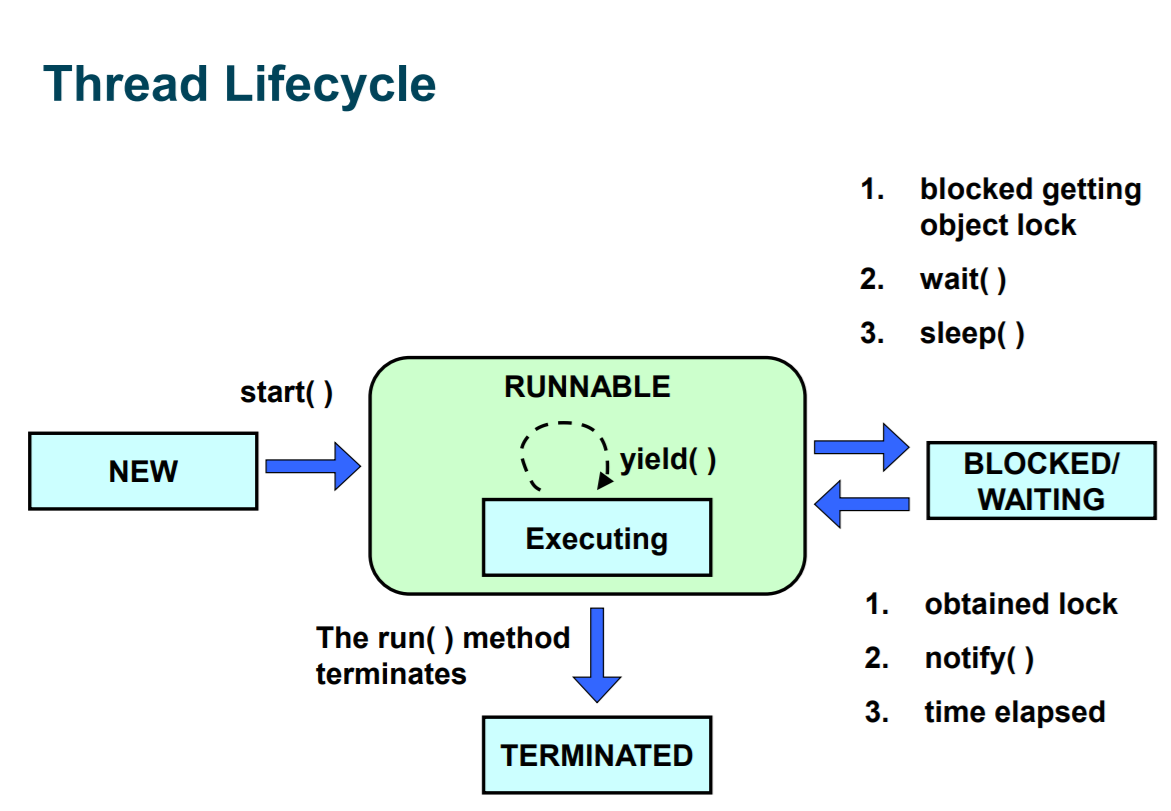 Thread Lifecycle
1. blocked getting
object lock
2. wait( )
3. sleep( )
start( )
RUNNABLE
NEW
yield( )
Executing
BLOCKED/
WAITING
The run( ) method
terminates
1. obtained lock
2. notify( )
3. time elapsed
TERMINATED